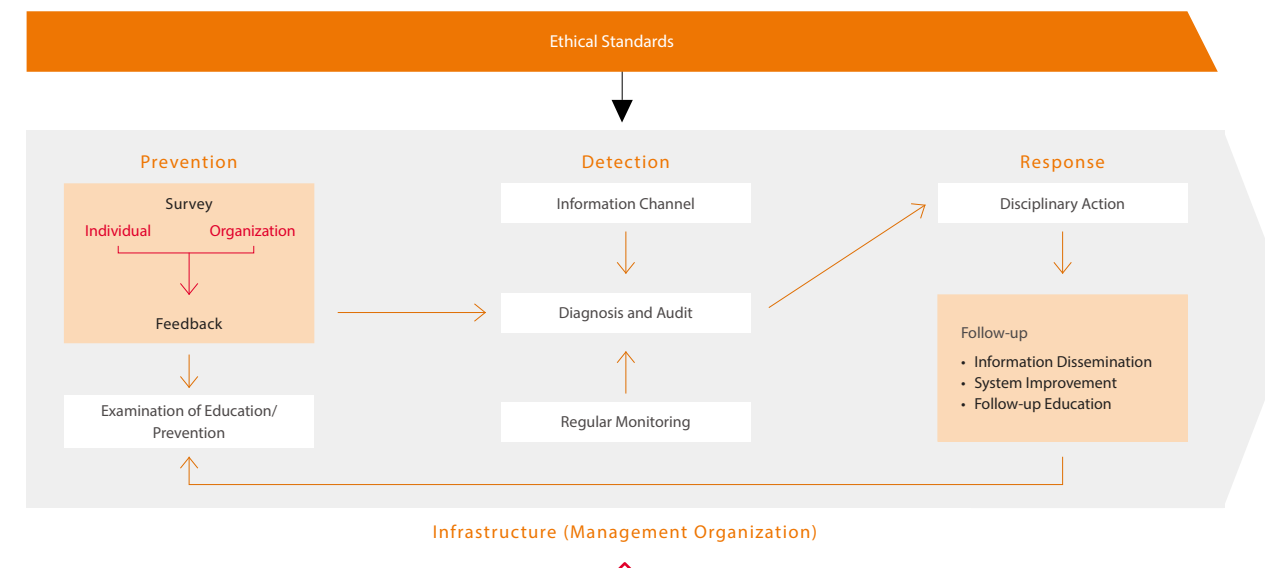 Ethical Standards
Prevention
Survey
Individual
Organization
Feedback
Examination of Education/
Prevention
Detection
Information Channel
Diagnosis and Audit
Regular Monitoring
Response
Disciplinary Action
Follow-up
• Information Dissemination
• System Improvement
• Follow-up Education
Infrastructure (Management Organization)